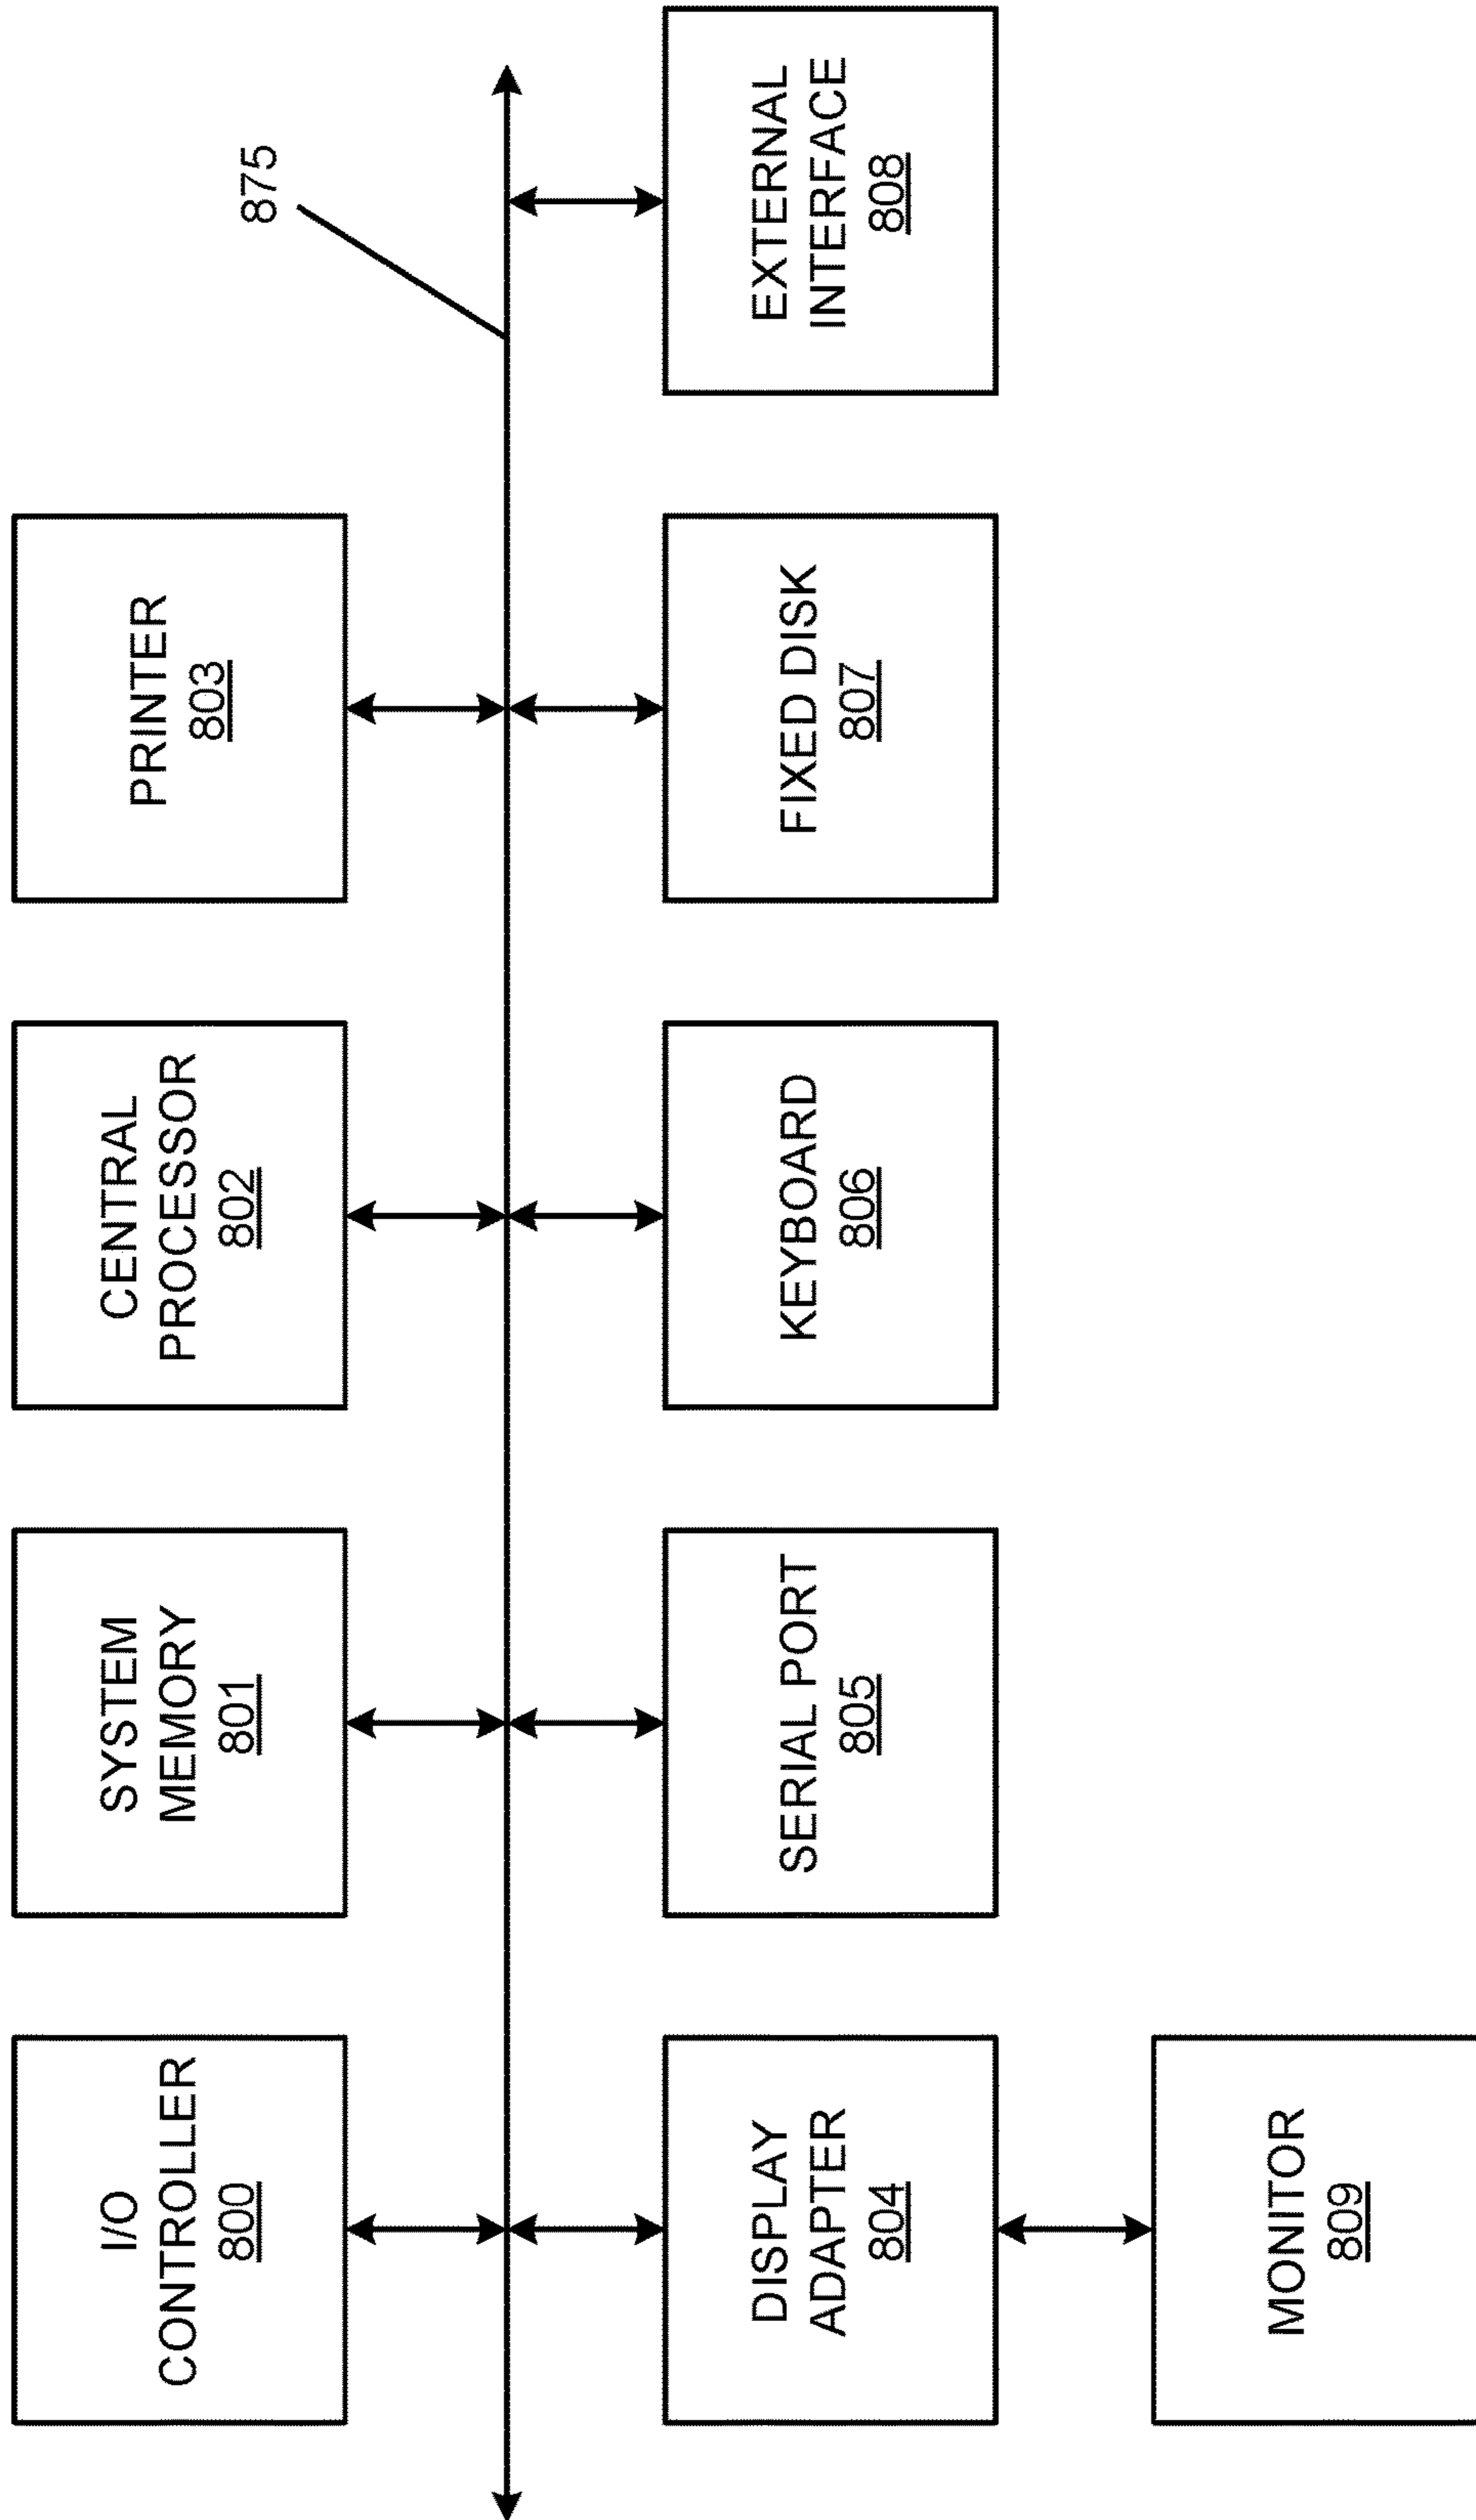 I/O
CONTROLLER
800
SYSTEM
MEMORY
801
CENTRAL
PROCESSOR
802
PRINTER
803
875
DISPLAY
ADAPTER
804
SERIAL PORT
805
KEYBOARD
806
FIXED DISK
807
EXTERNAL
INTERFACE
808
MONITOR
809